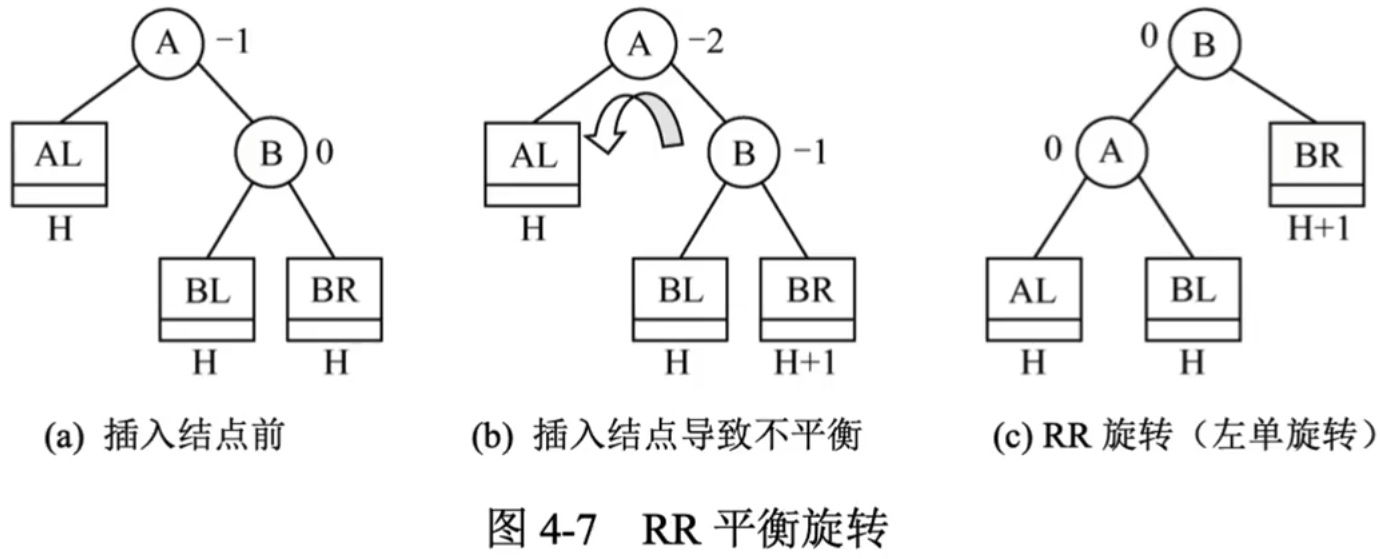 A −1 A −2 0 B
AL B 0 AL B −1 0 A BR
H H H+1
BL BR BL BR AL BL
H H H H+1 H H
(a) 插入结点前 (b) 插入结点导致不平衡 (c) RR 旋转（左单旋转）
图 4-7 RR 平衡旋转